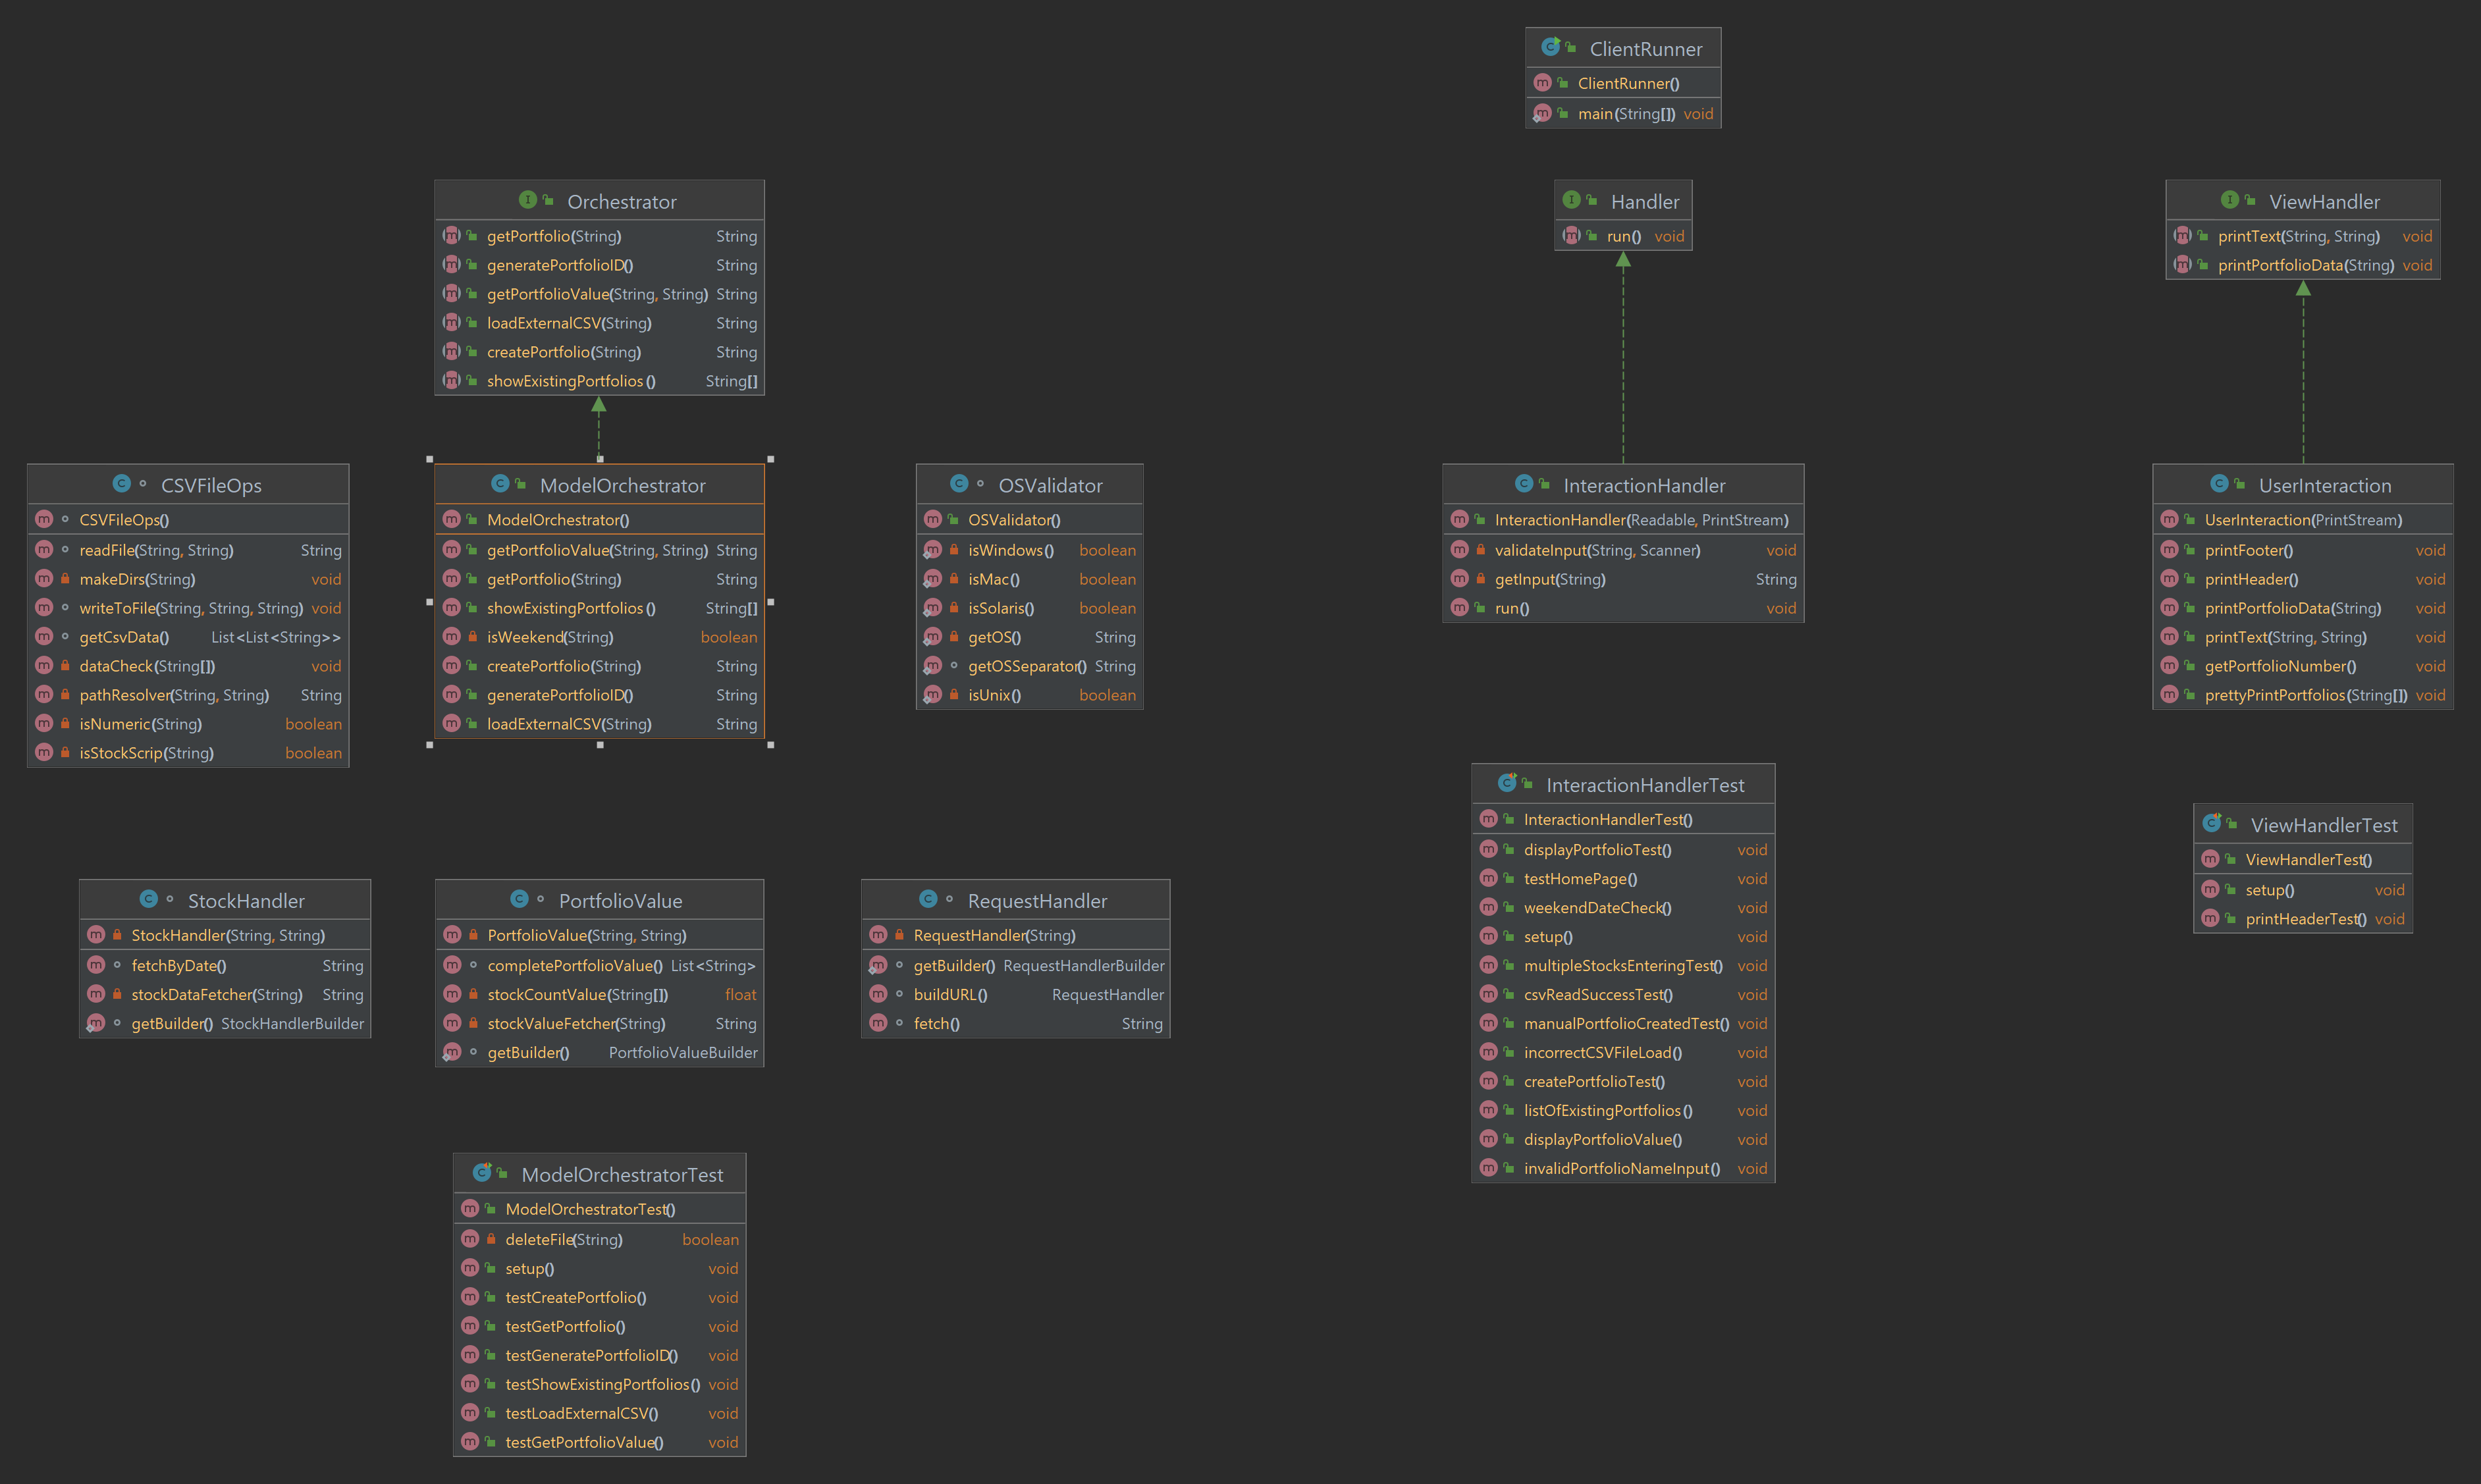 ClientRunner
ClientRunner()
main(String[]) void
Orchestrator
getPortfolio(String) String
generatePortfolioID() String
getPortfolioValue(String, String) String
loadExternalCSV(String) String
createPortfolio(String) String
showExistingPortfolios() String[]
Handler
run() void
ViewHandler
printText(String, String) void
printPortfolioData(String) void
CSVFileOps
CSVFileOps()
readFile(String, String) String
makeDirs(String) void
writeToFile(String, String, String) void
getCsvData() List<List<String>>
dataCheck(String[]) void
pathResolver(String, String) String
isNumeric(String) boolean
isStockScrip(String) boolean
ModelOrchestrator
ModelOrchestrator()
getPortfolioValue(String, String) String
getPortfolio(String) String
showExistingPortfolios() String[]
isWeekend(String) boolean
createPortfolio(String) String
generatePortfolioID() String
loadExternalCSV(String) String
OSValidator
OSValidator()
isWindows() boolean
isMac() boolean
isSolaris() boolean
getOS() String
getOSSeparator() String
isUnix() boolean
InteractionHandler
InteractionHandler(Readable, PrintStream)
validateInput(String, Scanner) void
getInput(String) String
run() void
UserInteraction
UserInteraction(PrintStream)
printFooter() void
printHeader() void
printPortfolioData(String) void
printText(String, String) void
getPortfolioNumber() void
prettyPrintPortfolios(String[]) void
InteractionHandlerTest
InteractionHandlerTest()
displayPortfolioTest() void
testHomePage() void
weekendDateCheck() void
setup() void
multipleStocksEnteringTest() void
csvReadSuccessTest() void
manualPortfolioCreatedTest() void
incorrectCSVFileLoad() void
createPortfolioTest() void
listOfExistingPortfolios() void
displayPortfolioValue() void
invalidPortfolioNameInput() void
ViewHandlerTest
ViewHandlerTest()
setup() void
printHeaderTest() void
StockHandler
StockHandler(String, String)
fetchByDate() String
stockDataFetcher(String) String
getBuilder() StockHandlerBuilder
PortfolioValue
PortfolioValue(String, String)
completePortfolioValue() List<String>
stockCountValue(String[]) float
stockValueFetcher(String) String
getBuilder() PortfolioValueBuilder
RequestHandler
RequestHandler(String)
getBuilder() RequestHandlerBuilder
buildURL() RequestHandler
fetch() String
ModelOrchestratorTest
ModelOrchestratorTest()
deleteFile(String) boolean
setup() void
testCreatePortfolio() void
testGetPortfolio() void
testGeneratePortfolioID() void
testShowExistingPortfolios() void
testLoadExternalCSV() void
testGetPortfolioValue() void